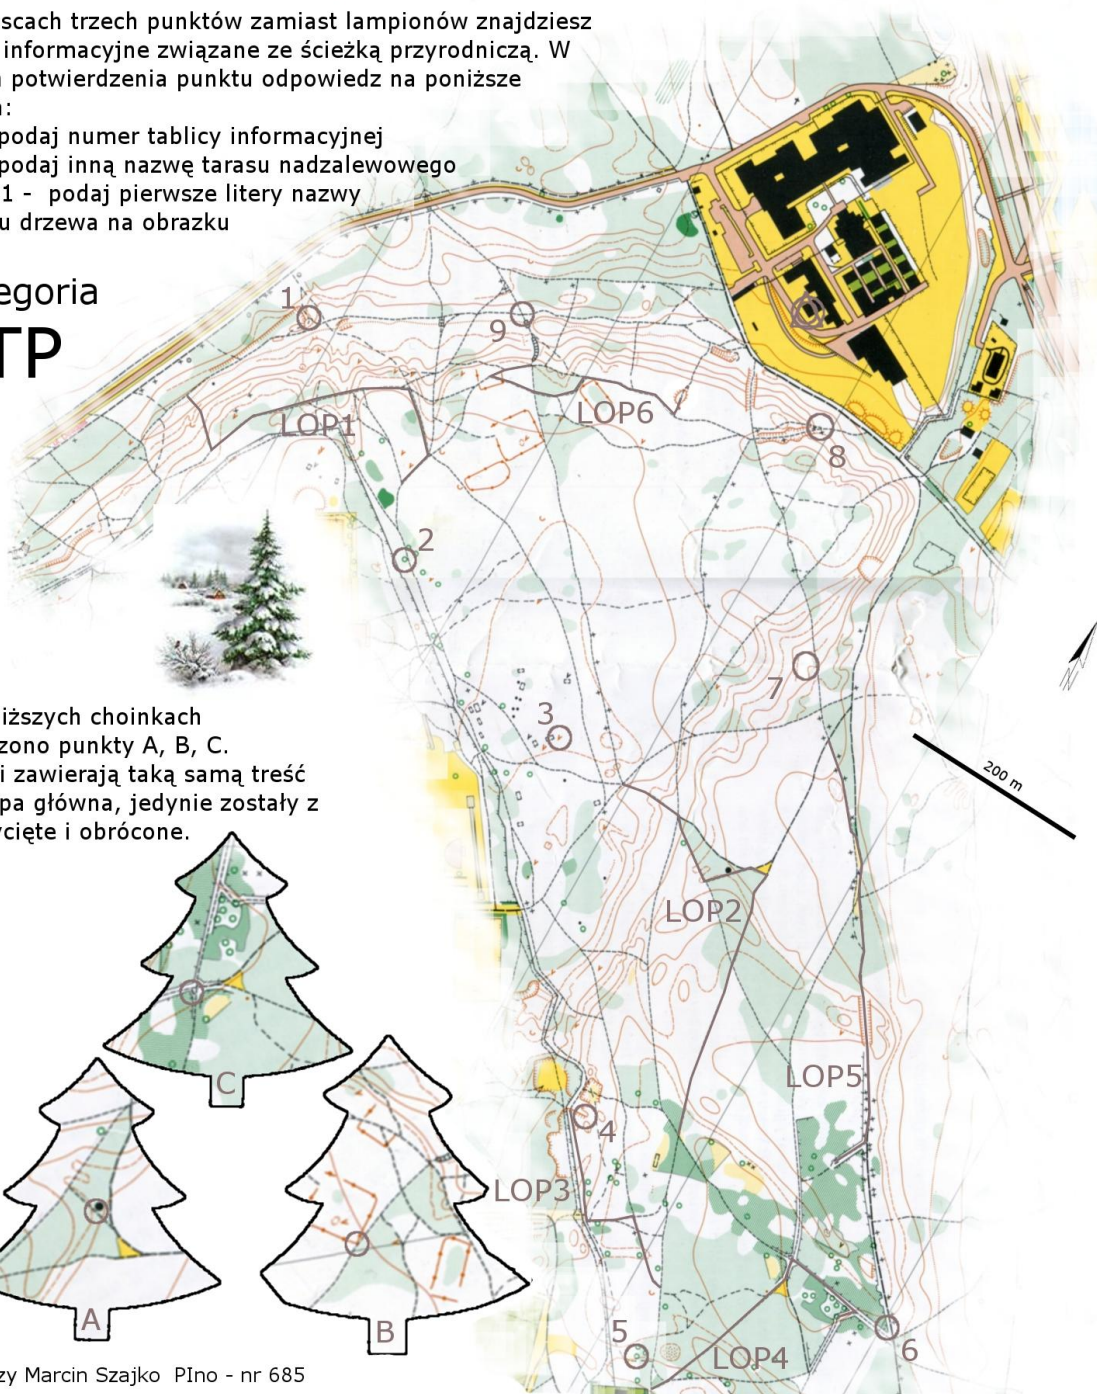 scach trzech punktów zamiast lampionów znajdziesz
informacyjne związane ze ścieżką przyrodniczą. W
potwierdzenia punktu odpowiedz na poniższe
podaj numer tablicy informacyjnej
podaj inną nazwę tarasu nadzalewowego
1 - podaj pierwsze litery nazwy
u drzewa na obrazku
egoria
TP
1
9
LOP1
LOP6
8
2
7
3
200 m
iższych choinkach
zono punkty A, B, C.
i zawierają taką samą treść
pa główna, jedynie zostały z
cięte i obrócone.
LOP2
LOP5
C
4
LOP3
A
B
5
LOP4
6
zy Marcin Szajko PIno - nr 685